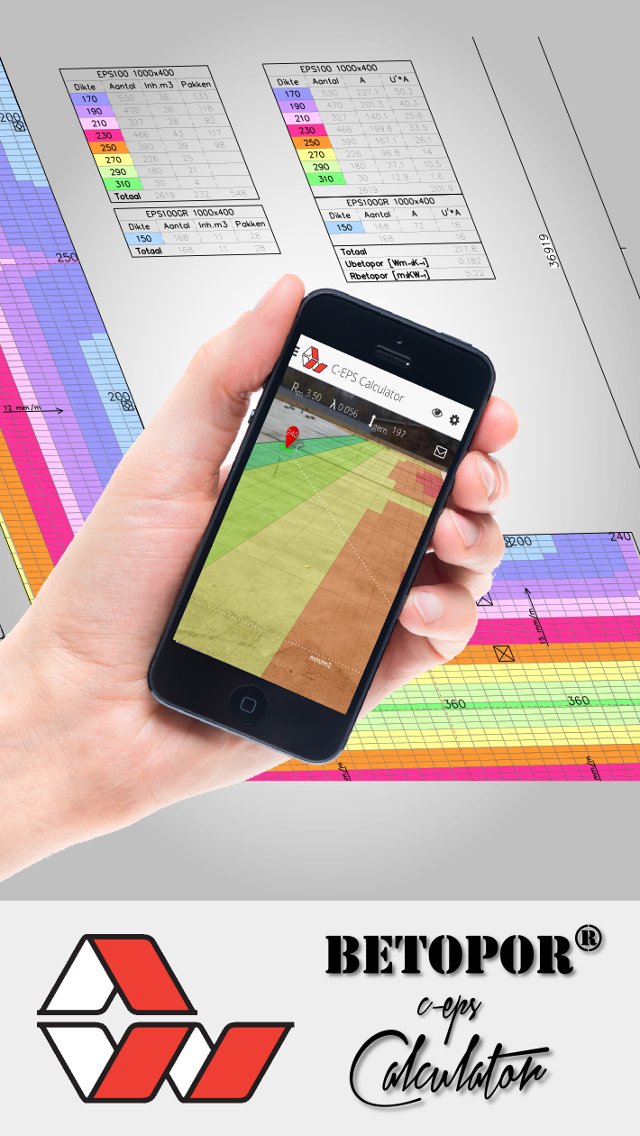 EPS100 1000x400
Dikte Aantal Inh.m3 Pakken
170 530 36 133
190 470 36 118
210 327 28 82
230 466 43 117
250 390 39 98
270 226 25
290 180 21
310 30 4
Totaal 2619 232 548
EPS100GR 1000x400
Dikte Aantal Inh.m3 Pakken
150 168 11 28
Totaal 168 11 28
EPS100 1000x400
Dikte Aantal A U*A
170 530 227.1 50.2
190 470 201.3 40.3
210 327 140.1 25.6
230 466 199.6 33.5
250 390 167.1 26.1
270 226 96.8 14
290 180 77.1 10.5
310 30 12.9 1.6
2619 201.9
EPS100GR 1000x400
Dikte Aantal A U*A
150 168 72 16
168 16
Totaal 217.8
Ubetopor 0.182
Rbetopor 5.22
200
250
200
12 mm/m
36919
C-EPS Calculator
3.50 λ 0.056 gem. 197
240
mm/m1
200
240
15 mm/m
360
360
mm/m
mm/m
BETOPOR®
c-eps
Calculator